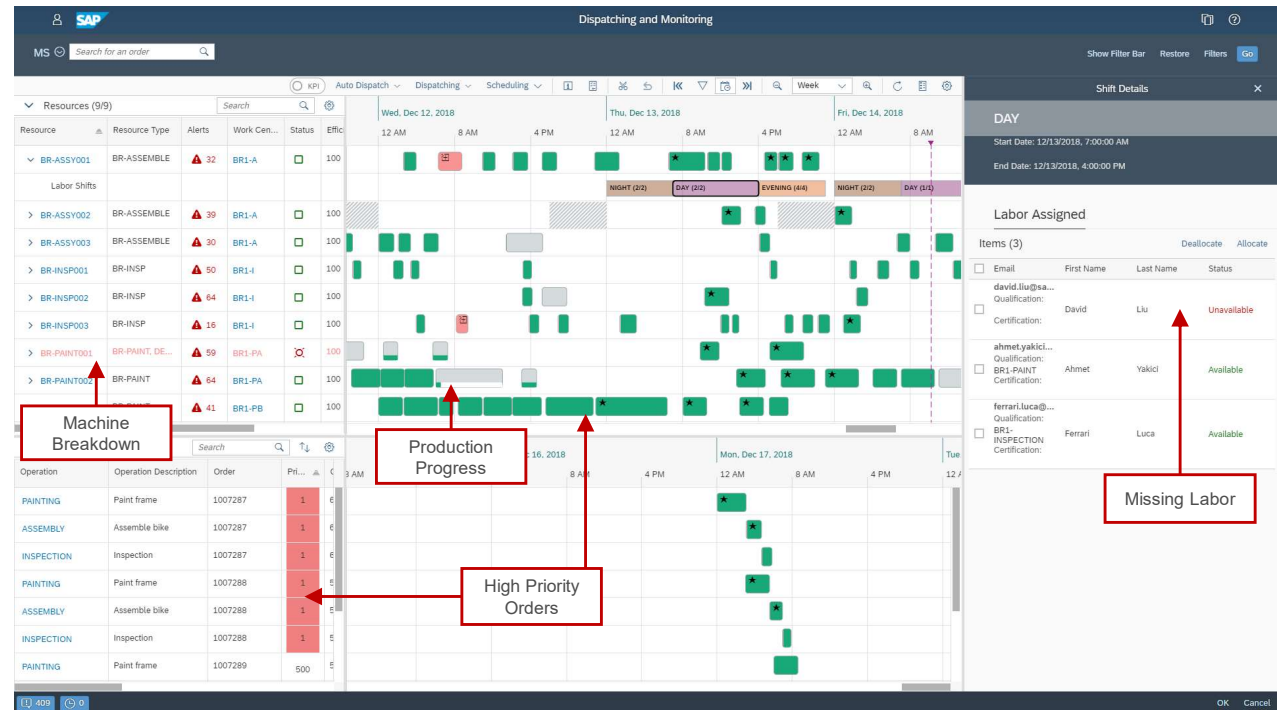 SAP
Dispatching and Monitoring
MS
Search for an order
Show Filter Bar Restore Filters Go
KPI Auto Dispatch Dispatching Scheduling Week
Resources (9/9) Search
Wed, Dec 12, 2018 Thu, Dec 13, 2018 Fri, Dec 14, 2018
Resource Resource Type Alerts Work Cen... Status Effic
12 AM 8 AM 4 PM 12 AM 8 AM 4 PM 12 AM 8 AM
BR-ASSY001 BR-ASSEMBLE 32 BR1-A 100
Labor Shifts
NIGHT (2/2) DAY (2/2) EVENING (4/4) NIGHT (2/2) DAY (1/1)
BR-ASSY002 BR-ASSEMBLE 39 BR1-A 100
BR-ASSY003 BR-ASSEMBLE 30 BR1-A 100
BR-INSP001 BR-INSP 50 BR1-I 100
BR-INSP002 BR-INSP 64 BR1-I 100
BR-INSP003 BR-INSP 16 BR1-I 100
BR-PAINT001 BR-PAINT, DE... 59 BR1-PA 100
BR-PAINT002 BR-PAINT 64 BR1-PA 100
41 BR1-PB 100
Machine
Breakdown
Production
Progress
Search
16, 2018 Mon, Dec 17, 2018 Tue
Operation Operation Description Order Pri...
AM 8 AM 4 PM 12 AM 8 AM 4 PM 12
PAINTING Paint frame 1007287 1
ASSEMBLY Assemble bike 1007287 1
INSPECTION Inspection 1007287 1
PAINTING Paint frame 1007288 1
ASSEMBLY Assemble bike 1007288 1
INSPECTION Inspection 1007288 1
PAINTING Paint frame 1007289 500
High Priority
Orders
Shift Details
DAY
Start Date: 12/13/2018, 7:00:00 AM
End Date: 12/13/2018, 4:00:00 PM
Labor Assigned
Items (3) Deallocate Allocate
Email First Name Last Name Status
david.liu@sa...
Qualification:
Certification:
David Liu Unavailable
ahmet.yakici...
Qualification:
BR1-PAINT
Certification:
Ahmet Yakici Available
ferrari.luca@...
Qualification:
BR1-
INSPECTION
Certification:
Ferrari Luca Available
Missing Labor
409 0
OK Cancel